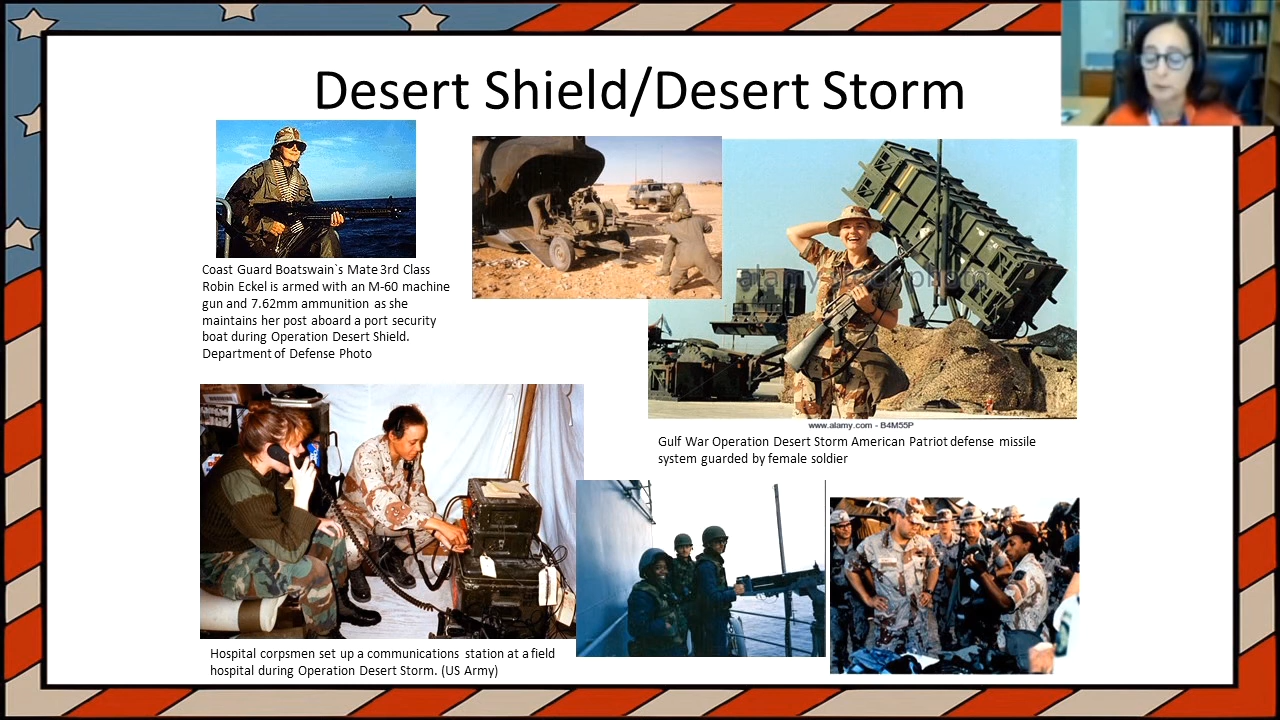 Desert Shield/Desert Storm
Coast Guard Boatswain`s Mate 3rd Class
Robin Eckel is armed with an M-60 machine
gun and 7.62mm ammunition as she
maintains her post aboard a port security
boat during Operation Desert Shield.
Department of Defense Photo
alamy stock photo
www.alamy.com - B4M55P
Gulf War Operation Desert Storm American Patriot defense missile
system guarded by female soldier
Hospital corpsmen set up a communications station at a field
hospital during Operation Desert Storm. (US Army)